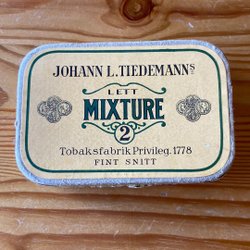 JOHANN L. TIEDEMANNS
LETT
MIXTURE
2
Tobaksfabrik Privileg. 1778
FINT SNITT